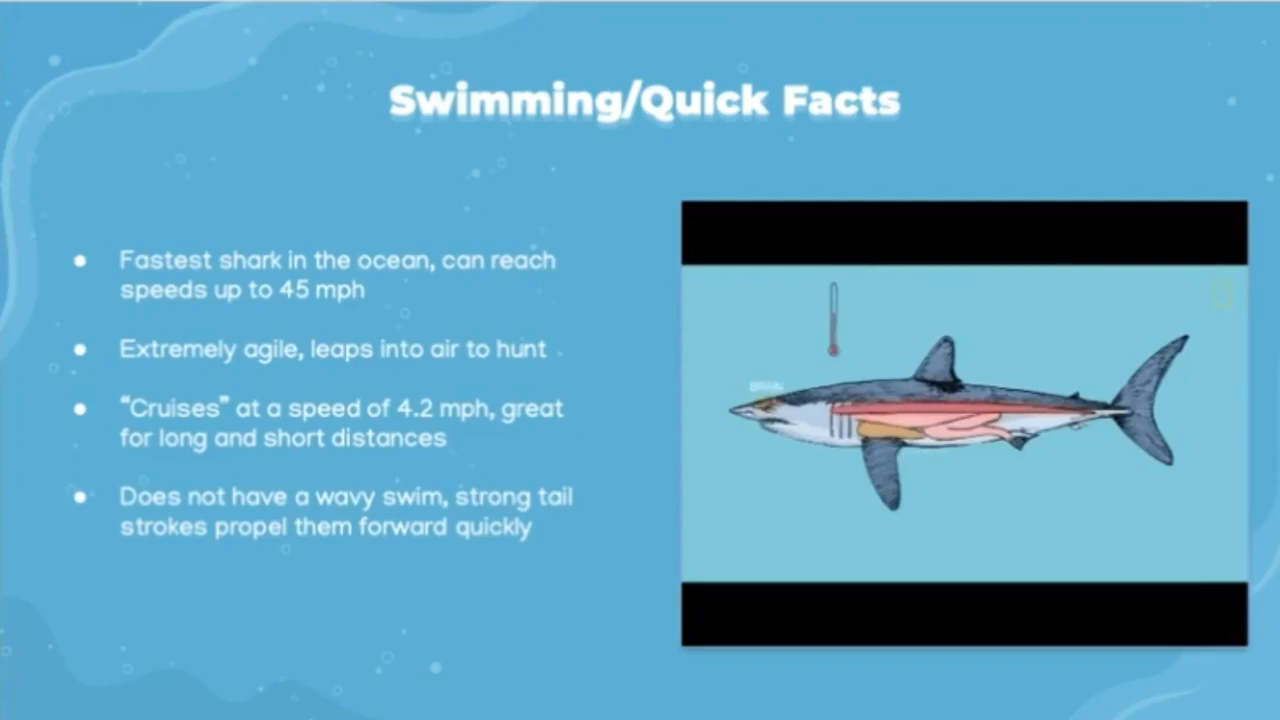 Swimming/Quick Facts
● Fastest shark in the ocean, can reach
speeds up to 45 mph
● Extremely agile, leaps into air to hunt
● “Cruises” at a speed of 4.2 mph, great
for long and short distances
● Does not have a wavy swim, strong tail
strokes propel them forward quickly
BRAIN